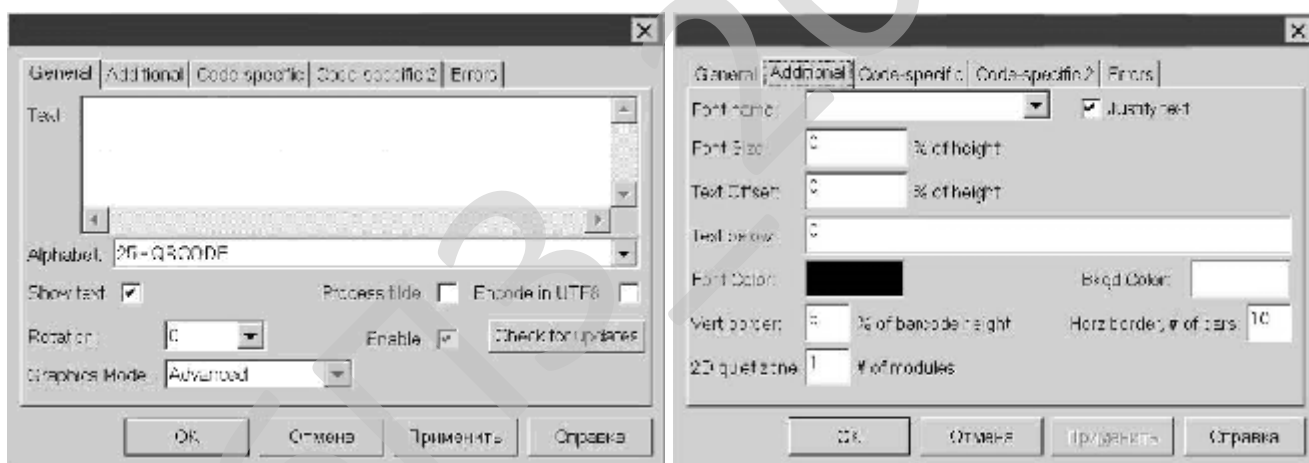 General Additional Code-specific Code-specific 2 Errors
Text:
Alphabet: 25 - QRCODE
Show text Process tilde Encode in UTF8
Rotation: 0 Enable Check for updates
Graphics Mode: Advanced
OK Отмена Применить Справка
General Additional Code-specific Code-specific 2 Errors
Font name: Justify text
Font Size: 0 % of height
Text Offset: 0 % of height
Text below: 0
Font Color: Bkgd Color:
Vert border: % of barcode height Horz border, # of bars: 10
2D quiet zone 1 # of modules
OK Отмена Применить Справка